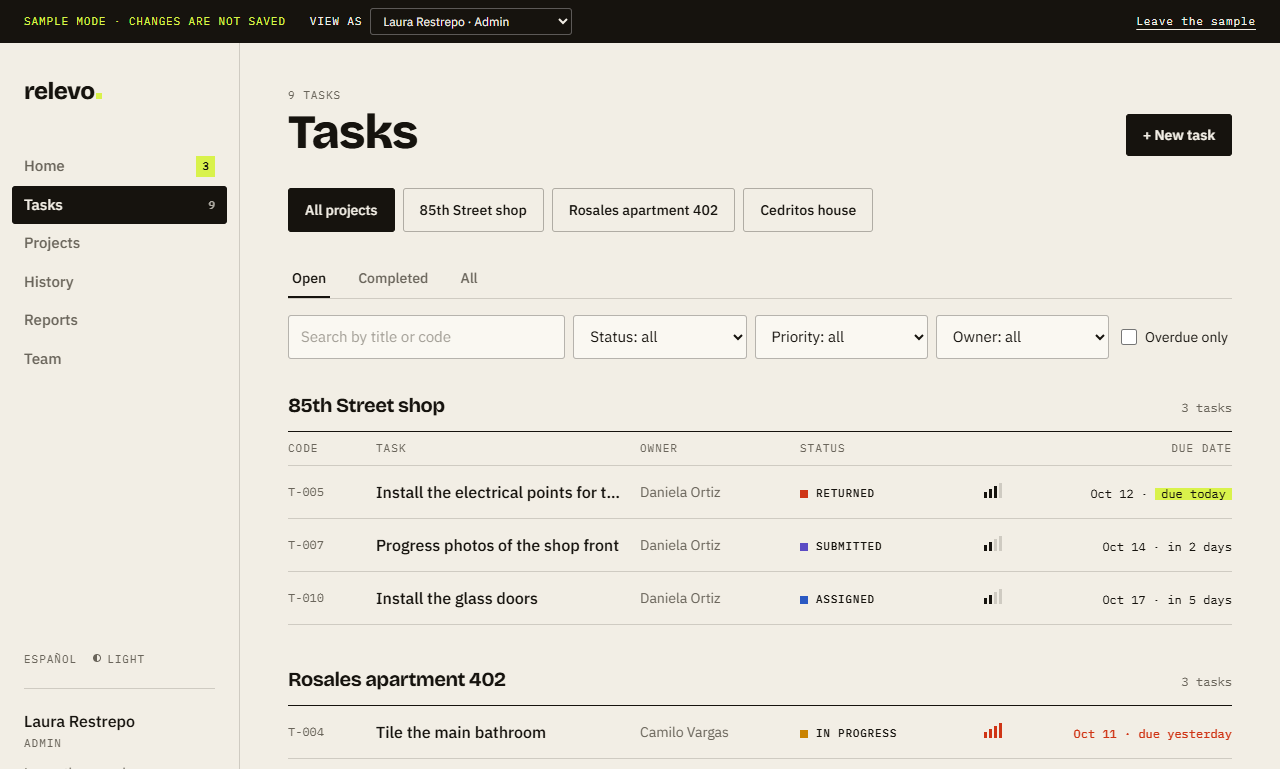 SAMPLE MODE · CHANGES ARE NOT SAVED VIEW AS Laura Restrepo · Admin Leave the sample
relevo.
Home 3
Tasks 9
Projects
History
Reports
Team
ESPAÑOL LIGHT
Laura Restrepo
ADMIN
9 TASKS
Tasks
+ New task
All projects 85th Street shop Rosales apartment 402 Cedritos house
Open Completed All
Search by title or code Status: all Priority: all Owner: all Overdue only
85th Street shop 3 tasks
CODE TASK OWNER STATUS DUE DATE
T-005 Install the electrical points for t… Daniela Ortiz RETURNED Oct 12 · due today
T-007 Progress photos of the shop front Daniela Ortiz SUBMITTED Oct 14 · in 2 days
T-010 Install the glass doors Daniela Ortiz ASSIGNED Oct 17 · in 5 days
Rosales apartment 402 3 tasks
T-004 Tile the main bathroom Camilo Vargas IN PROGRESS Oct 11 · due yesterday